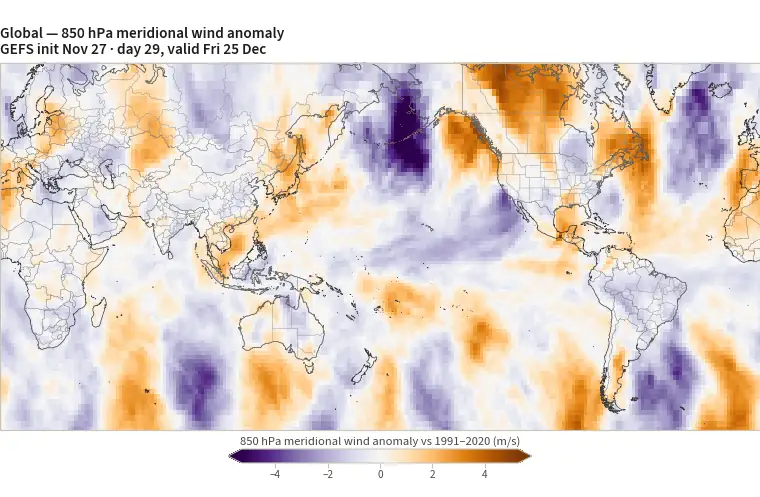 Global — 850 hPa meridional wind anomaly
GEFS init Nov 27 · day 29, valid Fri 25 Dec
850 hPa meridional wind anomaly vs 1991–2020 (m/s)
−4 −2 0 2 4